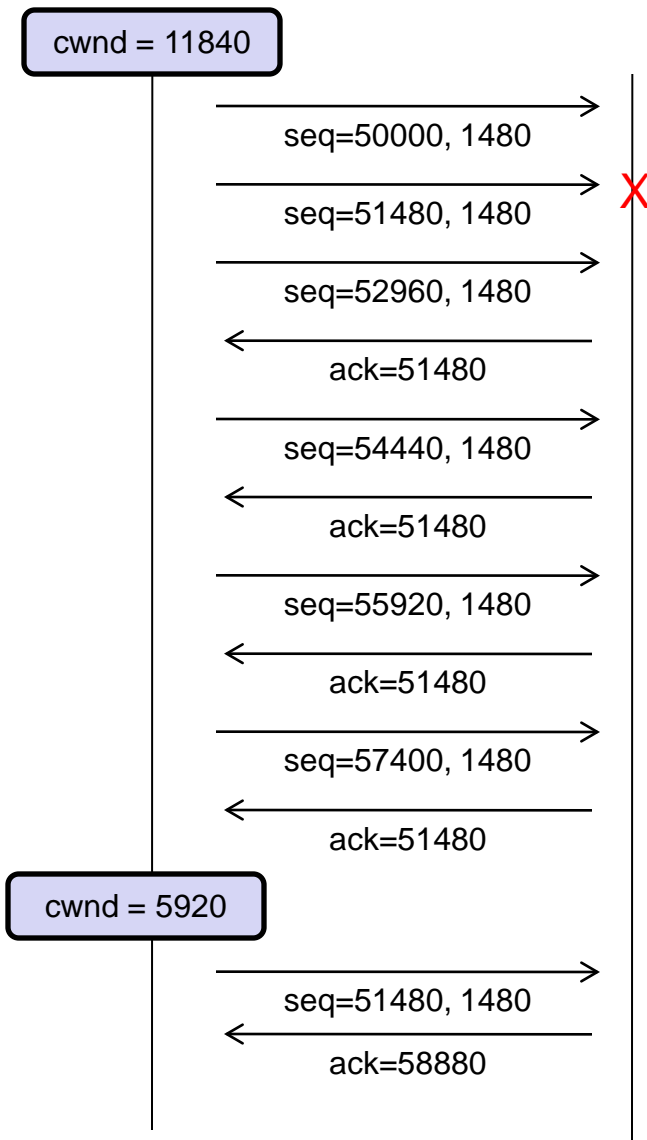 cwnd = 11840
seq=50000, 1480
seq=51480, 1480
X
seq=52960, 1480
ack=51480
seq=54440, 1480
ack=51480
seq=55920, 1480
ack=51480
seq=57400, 1480
ack=51480
cwnd = 5920
seq=51480, 1480
ack=58880